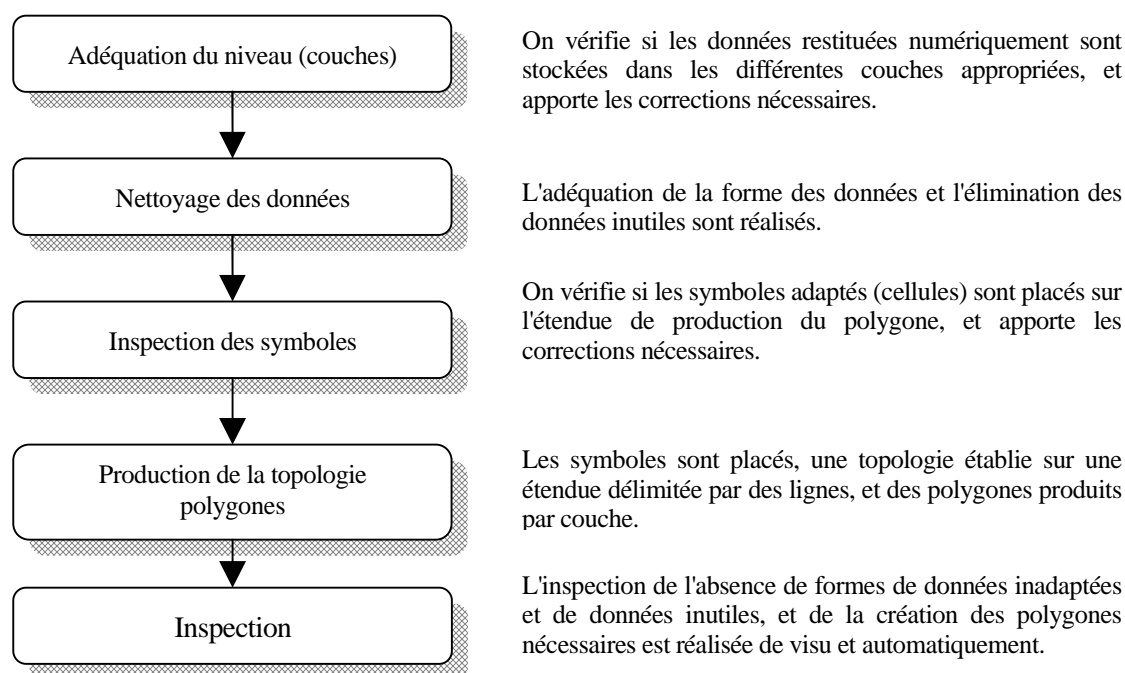 Adéquation du niveau (couches)
On vérifie si les données restituées numériquement sont
stockées dans les différentes couches appropriées, et
apporte les corrections nécessaires.
Nettoyage des données
L'adéquation de la forme des données et l'élimination des
données inutiles sont réalisés.
Inspection des symboles
On vérifie si les symboles adaptés (cellules) sont placés sur
l'étendue de production du polygone, et apporte les
corrections nécessaires.
Production de la topologie
polygones
Les symboles sont placés, une topologie établie sur une
étendue délimitée par des lignes, et des polygones produits
par couche.
Inspection
L'inspection de l'absence de formes de données inadaptées
et de données inutiles, et de la création des polygones
nécessaires est réalisée de visu et automatiquement.